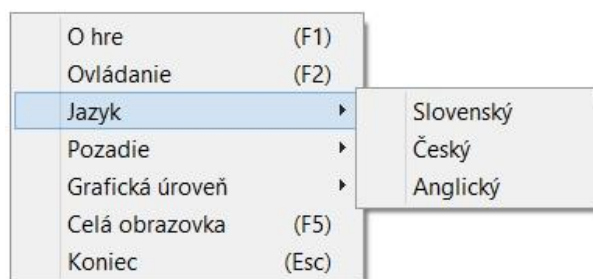 O hre (F1)
Ovládanie (F2)
Jazyk
Pozadie
Grafická úroveň
Celá obrazovka (F5)
Koniec (Esc)
Slovenský
Český
Anglický